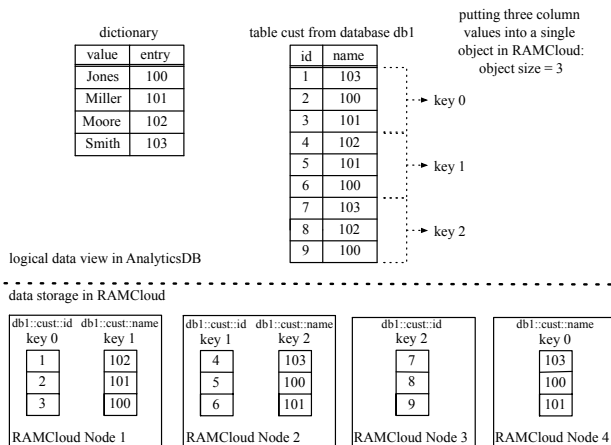 dictionary
value entry
Jones 100
Miller 101
Moore 102
Smith 103
table cust from database db1
id name
1 103
2 100
3 101
4 102
5 101
6 100
7 103
8 102
9 100
putting three column
values into a single
object in RAMCloud:
object size = 3
key 0
key 1
key 2
logical data view in AnalyticsDB
data storage in RAMCloud
db1::cust::id db1::cust::name
key 0 key 1
1 102
2 101
3 100
RAMCloud Node 1
db1::cust::id db1::cust::name
key 1 key 2
4 103
5 100
6 101
RAMCloud Node 2
db1::cust::id
key 2
7
8
9
RAMCloud Node 3
db1::cust::name
key 0
103
100
101
RAMCloud Node 4